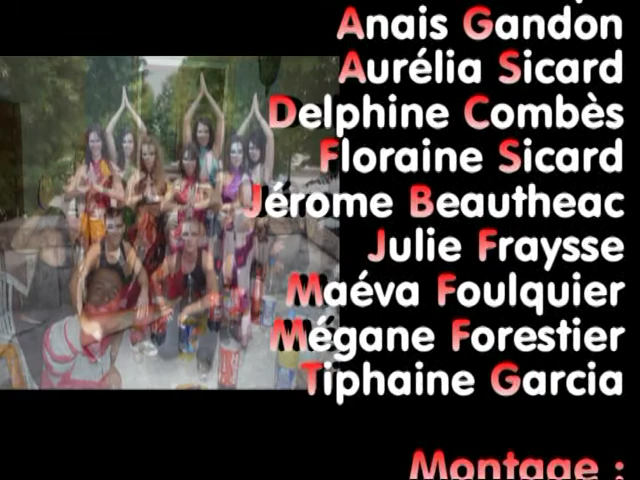 Anais Gandon
Aurélia Sicard
Delphine Combès
Floraine Sicard
Jérome Beautheac
Julie Fraysse
Maéva Foulquier
Mégane Forestier
Tiphaine Garcia
Montage :